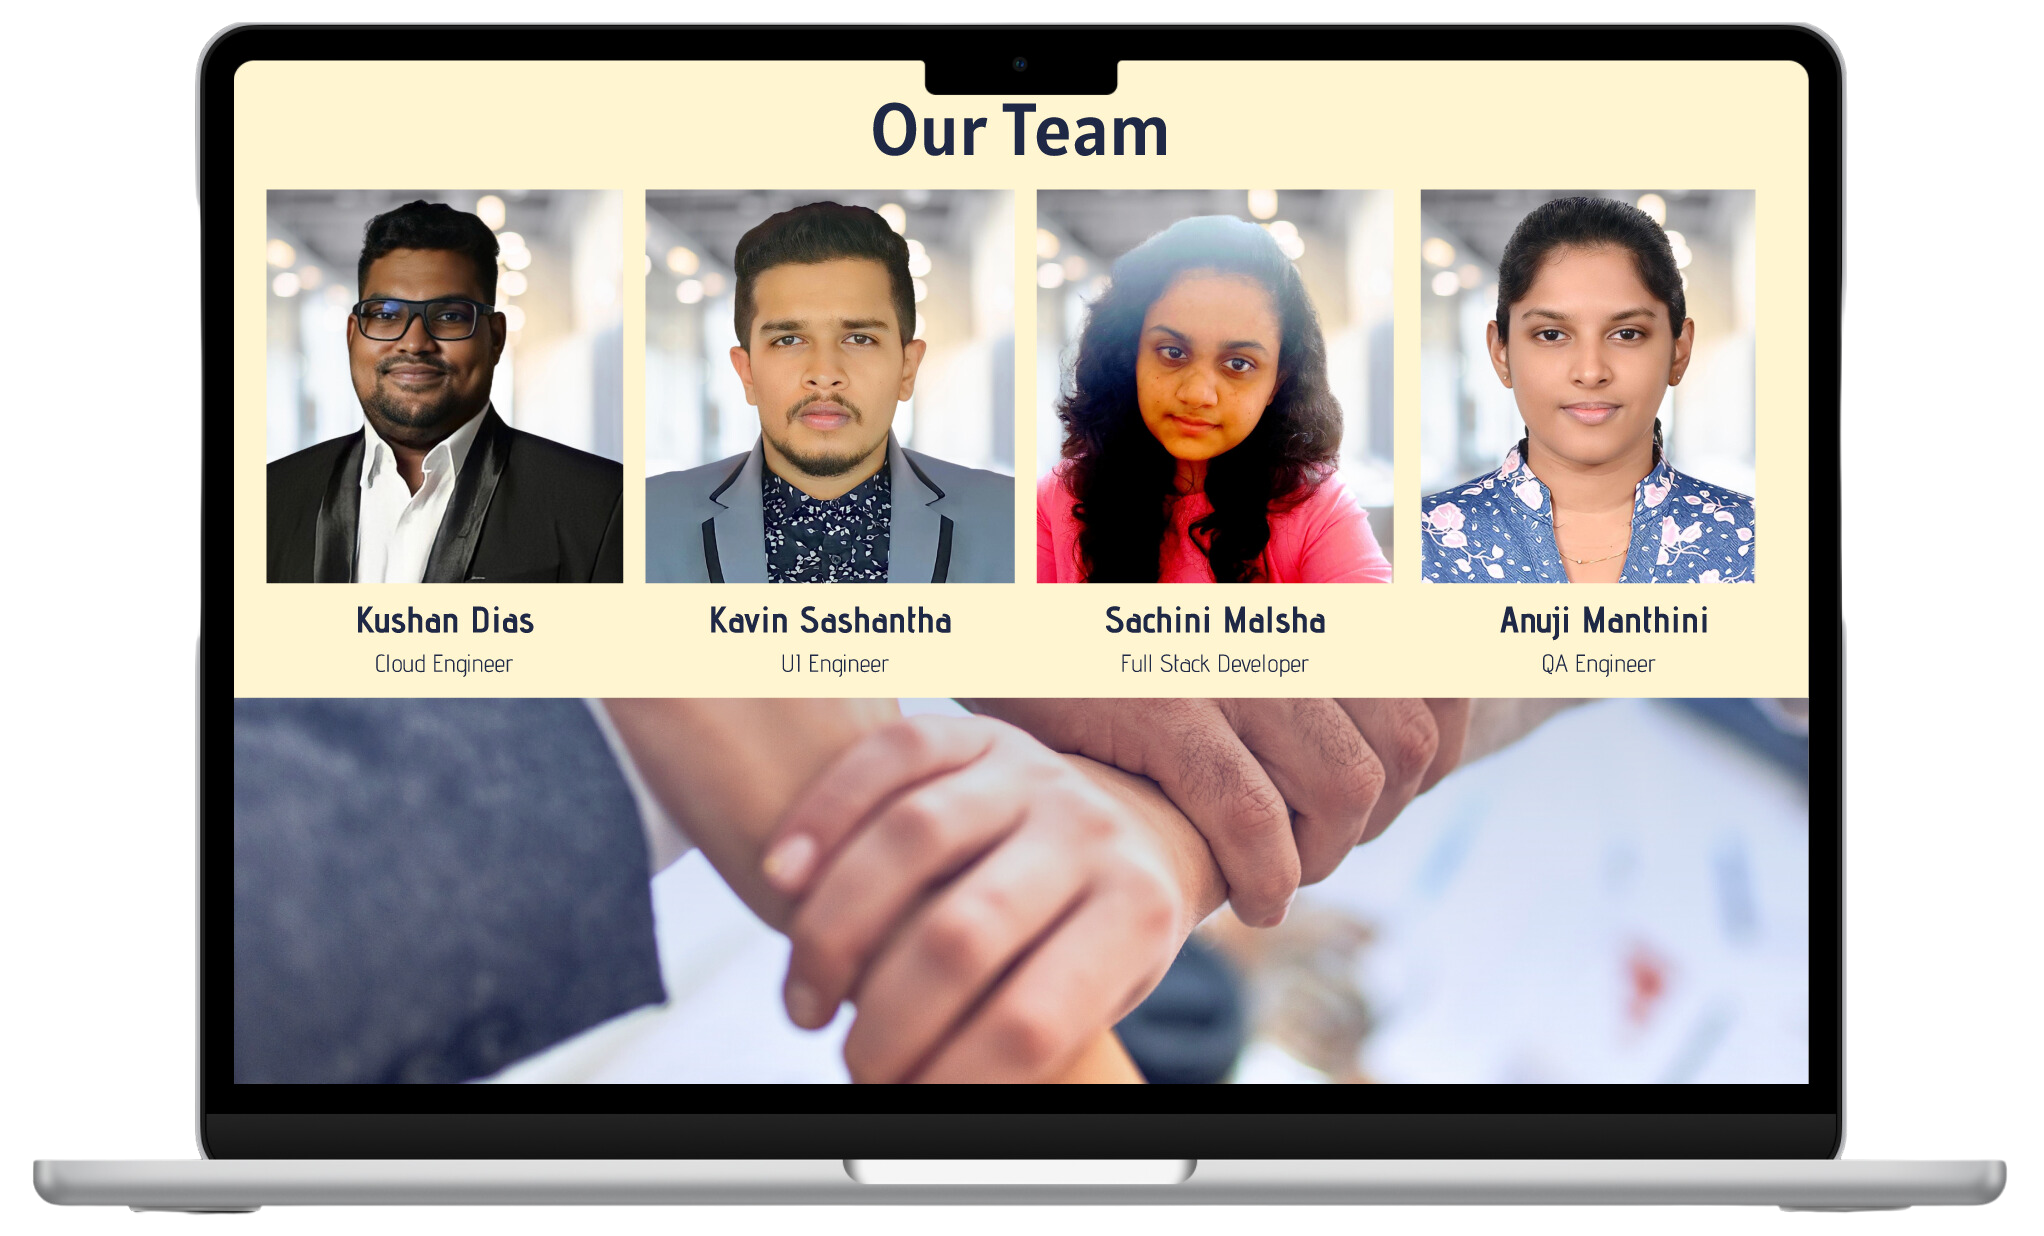 Our Team
Kushan Dias
Kavin Sashantha
Sachini Malsha
Anuji Manthini
Cloud Engineer
UI Engineer
Full Stack Developer
QA Engineer